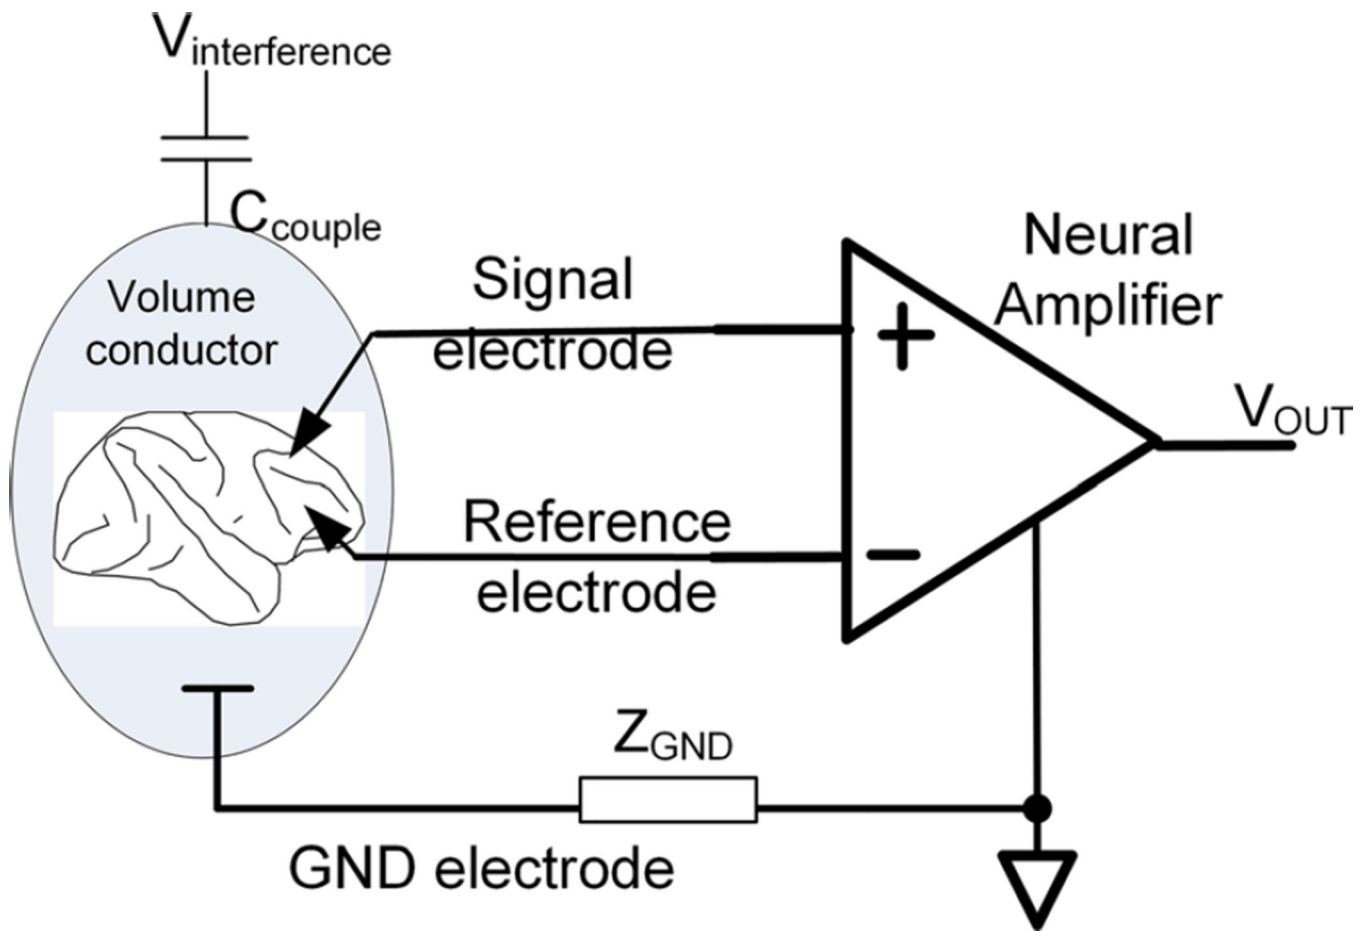 Vinterference
Ccouple
Volume
conductor
Signal
electrode
Neural
Amplifier
+
VOUT
Reference
electrode
−
ZGND
GND electrode